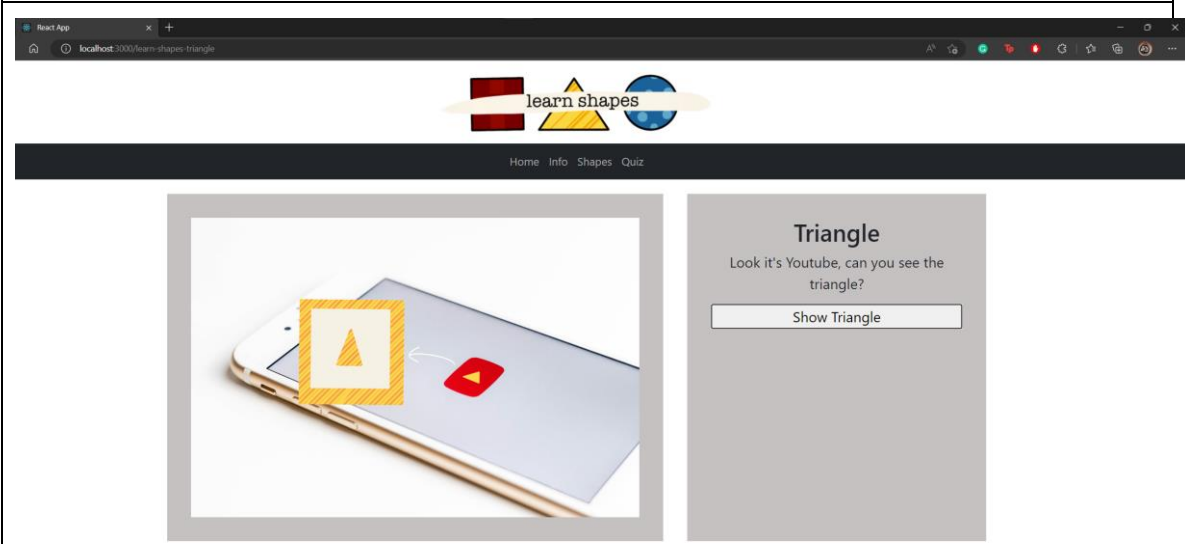 React App
localhost:3000/learn-shapes-triangle
learn shapes
Home Info Shapes Quiz
Triangle
Look it's Youtube, can you see the
triangle?
Show Triangle